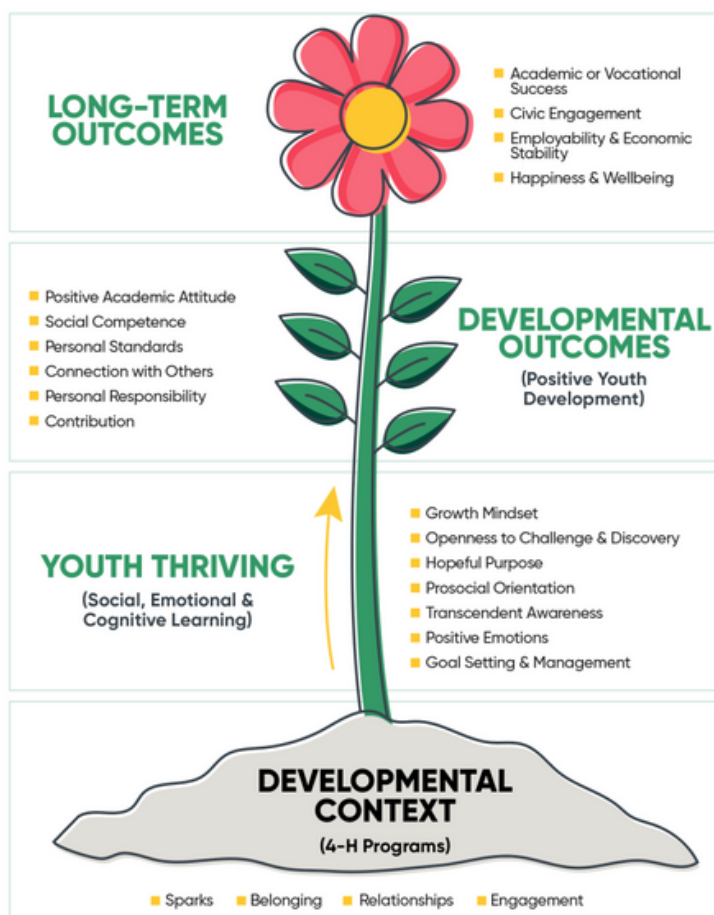 LONG-TERM
OUTCOMES
Academic or Vocational
Success
Civic Engagement
Employability & Economic
Stability
Happiness & Wellbeing
Positive Academic Attitude
Social Competence
Personal Standards
Connection with Others
Personal Responsibility
Contribution
DEVELOPMENTAL
OUTCOMES
(Positive Youth
Development)
YOUTH THRIVING
(Social, Emotional &
Cognitive Learning)
Growth Mindset
Openness to Challenge & Discovery
Hopeful Purpose
Prosocial Orientation
Transcendent Awareness
Positive Emotions
Goal Setting & Management
DEVELOPMENTAL
CONTEXT
(4-H Programs)
Sparks Belonging Relationships Engagement